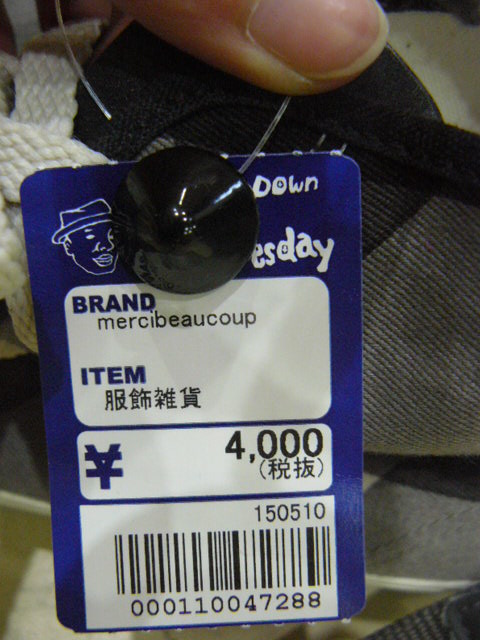 DOWN
esday
BRAND
mercibeaucoup
ITEM
服飾雑貨
¥ 4,000
(税抜)
150510
000110047288